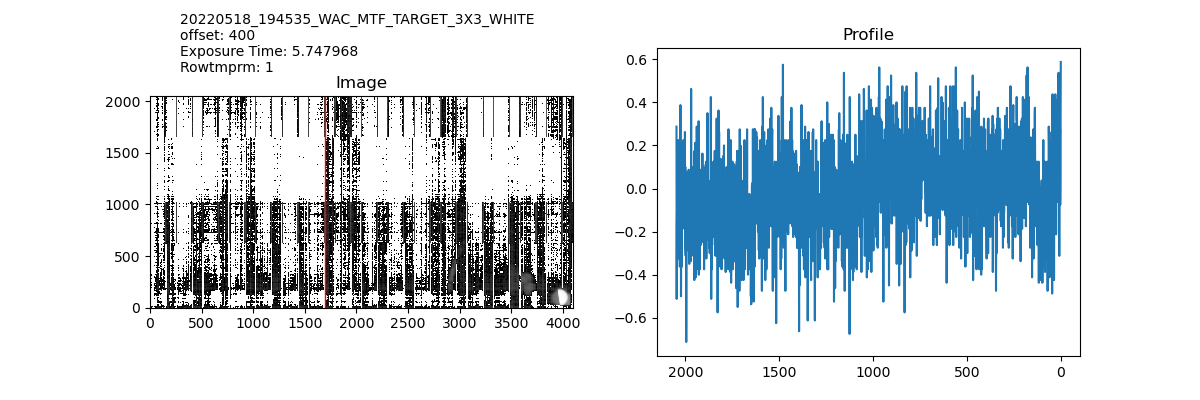 20220518_194535_WAC_MTF_TARGET_3X3_WHITE
offset: 400
Exposure Time: 5.747968
Rowtmprm: 1
Image
2000
1500
1000
500
0
0 500 1000 1500 2000 2500 3000 3500 4000
Profile
0.6
0.4
0.2
0.0
−0.2
−0.4
−0.6
2000 1500 1000 500 0